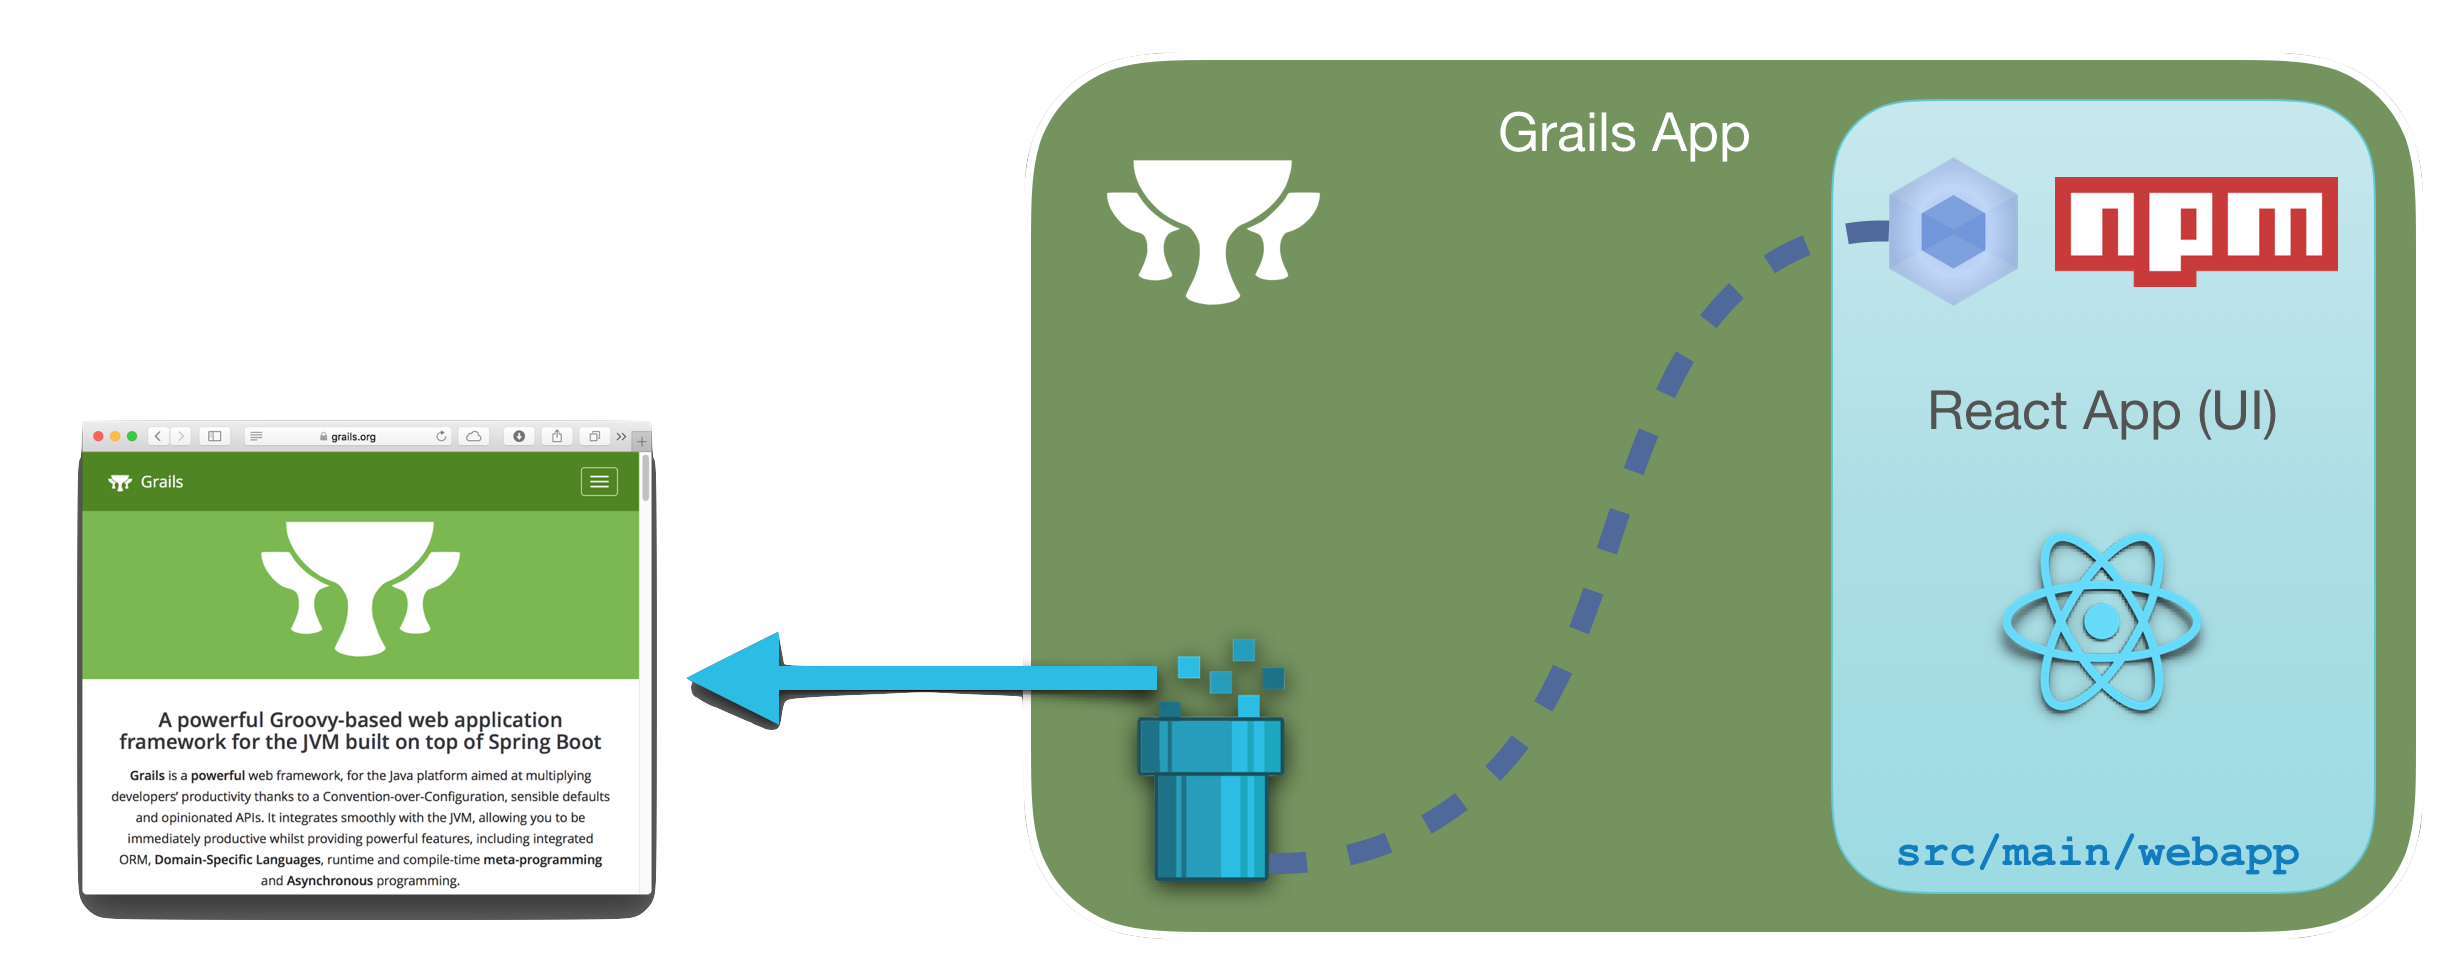 Grails App
npm
React App (UI)
src/main/webapp
grails.org
Grails
A powerful Groovy-based web application
framework for the JVM built on top of Spring Boot
Grails is a powerful web framework, for the Java platform aimed at multiplying
developers’ productivity thanks to a Convention-over-Configuration, sensible defaults
and opinionated APIs. It integrates smoothly with the JVM, allowing you to be
immediately productive whilst providing powerful features, including integrated
ORM, Domain-Specific Languages, runtime and compile-time meta-programming
and Asynchronous programming.